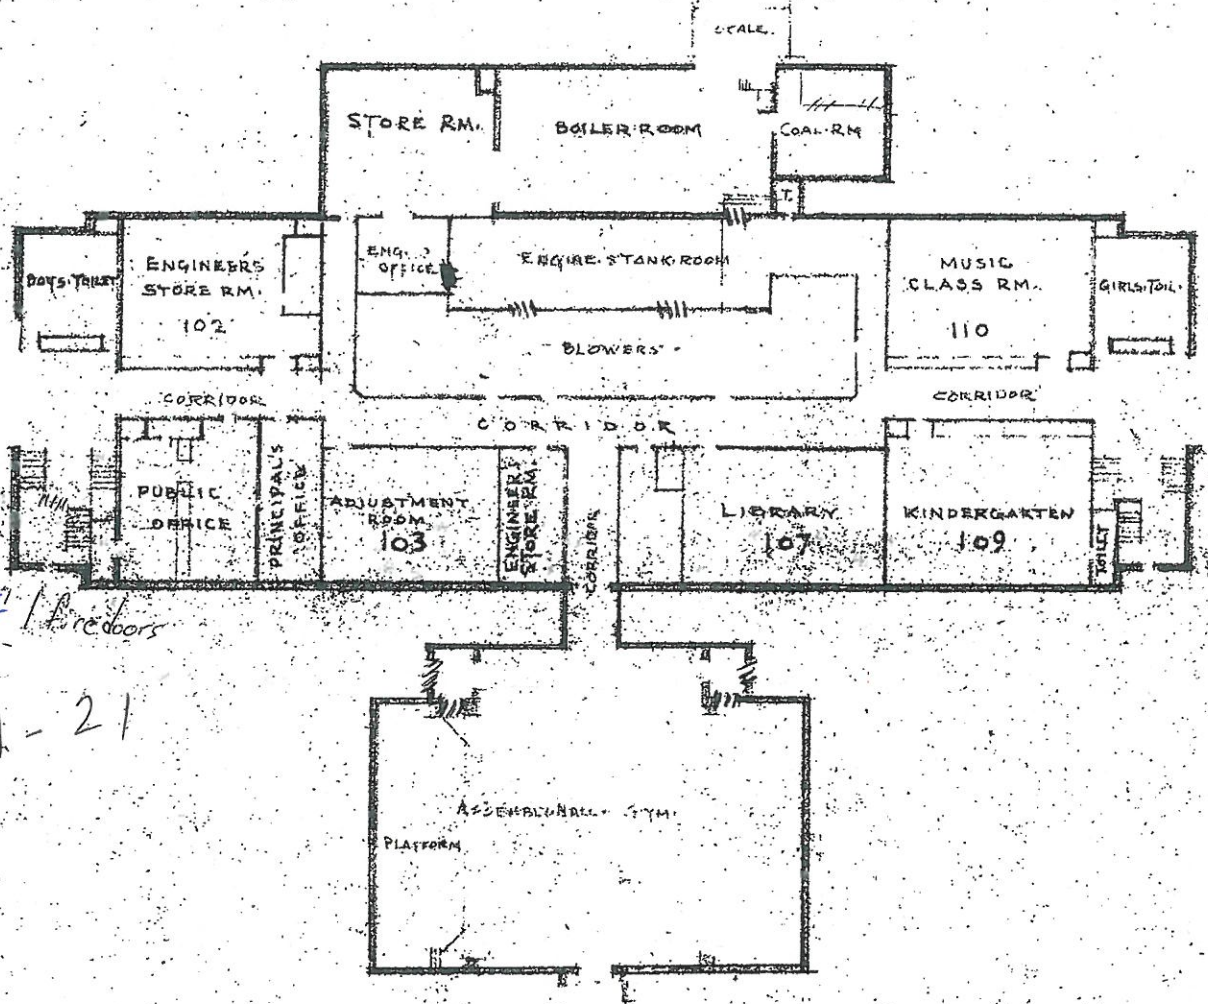 SCALE.
STORE RM.
BOILER ROOM
COAL RM
T.
BOYS. TOILET
ENGINEERS
STORE RM.
102
ENG.
OFFICE
ENGINE & TANK ROOM
MUSIC
CLASS RM.
110
GIRLS. TOIL.
BLOWERS
CORRIDOR
CORRIDOR
CORRIDOR
PUBLIC
OFFICE
PRINCIPAL'S
OFFICE
ADJUSTMENT
ROOM
103
ENGINEER'S
STORE RM.
CORRIDOR
LIBRARY
107
KINDERGARTEN
109
TOILET
firedoors
- 21
ASSEMBLY HALL. GYM.
PLATFORM